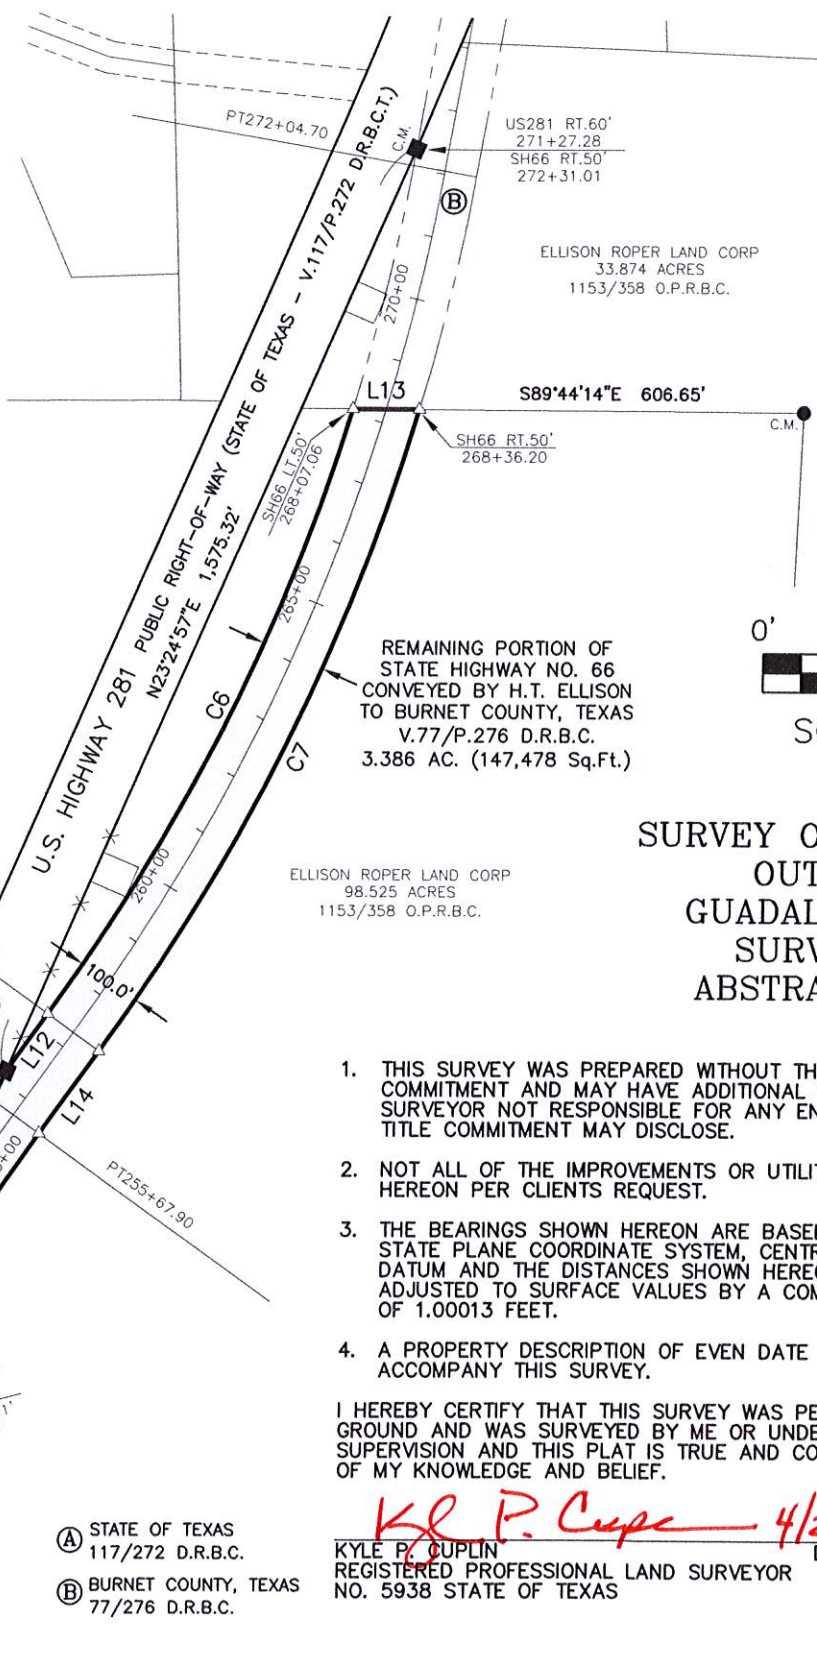 PT272+04.70
C.M.
US281 RT.60'
271+27.28
SH66 RT.50'
272+31.01
B
ELLISON ROPER LAND CORP
33.874 ACRES
1153/358 O.P.R.B.C.
270+00
L13
S89°44'14"E 606.65'
C.M.
SH66 RT.50'
268+36.20
SH66 LT.50'
268+07.06
U.S. HIGHWAY 281 PUBLIC RIGHT-OF-WAY (STATE OF TEXAS - V.117/P.272 D.R.B.C.T.)
N23°24'57"E 1,575.32'
265+00
REMAINING PORTION OF
STATE HIGHWAY NO. 66
CONVEYED BY H.T. ELLISON
TO BURNET COUNTY, TEXAS
V.77/P.276 D.R.B.C.
3.386 AC. (147,478 Sq.Ft.)
0'
C6
C7
SURVEY O
OUT
GUADAL
SURV
ABSTRA
260+00
ELLISON ROPER LAND CORP
98.525 ACRES
1153/358 O.P.R.B.C.
100.0'
L12
L14
+00
PT255+67.90
1. THIS SURVEY WAS PREPARED WITHOUT TH
COMMITMENT AND MAY HAVE ADDITIONAL
SURVEYOR NOT RESPONSIBLE FOR ANY EN
TITLE COMMITMENT MAY DISCLOSE.
2. NOT ALL OF THE IMPROVEMENTS OR UTILIT
HEREON PER CLIENTS REQUEST.
3. THE BEARINGS SHOWN HEREON ARE BASE
STATE PLANE COORDINATE SYSTEM, CENTR
DATUM AND THE DISTANCES SHOWN HERE
ADJUSTED TO SURFACE VALUES BY A COM
OF 1.00013 FEET.
4. A PROPERTY DESCRIPTION OF EVEN DATE
ACCOMPANY THIS SURVEY.
I HEREBY CERTIFY THAT THIS SURVEY WAS PE
GROUND AND WAS SURVEYED BY ME OR UNDE
SUPERVISION AND THIS PLAT IS TRUE AND CO
OF MY KNOWLEDGE AND BELIEF.
4/2
KYLE P. CUPLIN
REGISTERED PROFESSIONAL LAND SURVEYOR
NO. 5938 STATE OF TEXAS
A STATE OF TEXAS
117/272 D.R.B.C.
B BURNET COUNTY, TEXAS
77/276 D.R.B.C.